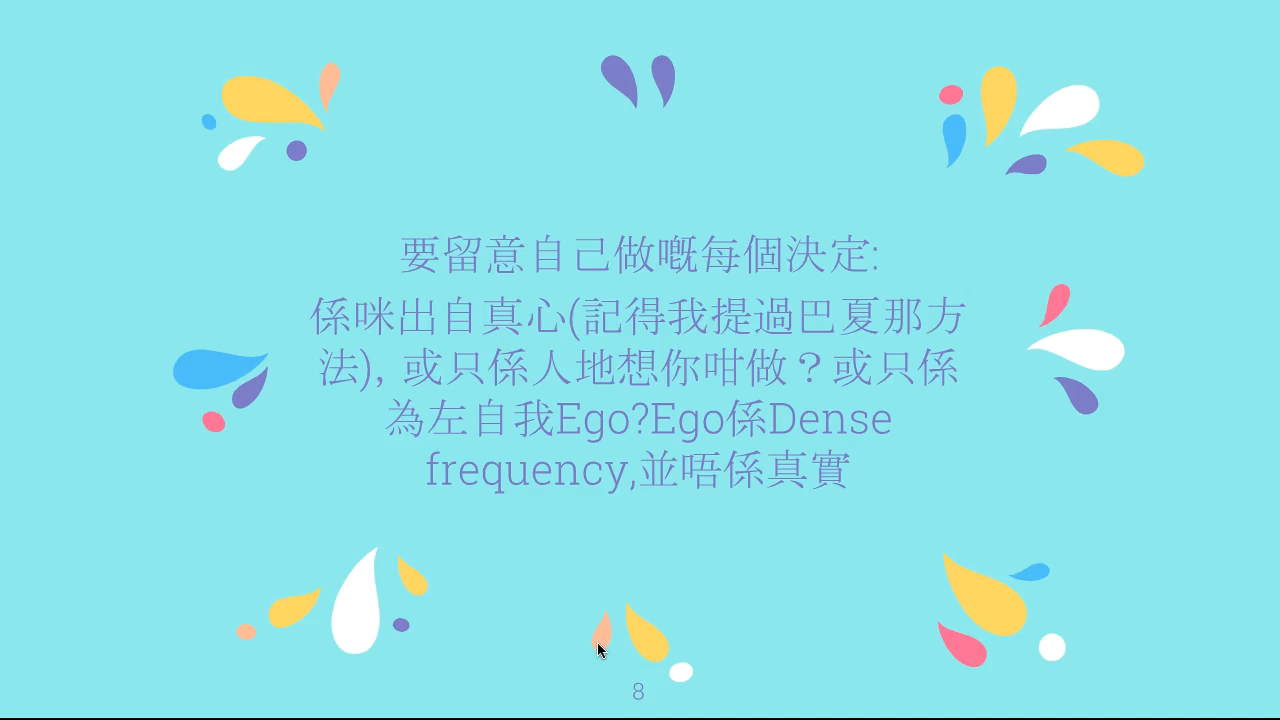 要留意自己做嘅每個決定:
係咪出自真心(記得我提過巴夏那方
法), 或只係人地想你咁做？或只係
為左自我Ego?Ego係Dense
frequency,並唔係真實
8